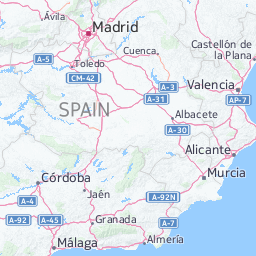 Ávila
Madrid
Cuenca
Castellón de
la Plana
A-5
Toledo
CM-42
A-3
Valencia
A-31
AP-7
SPAIN
Albacete
A-30
Alicante
Murcia
Córdoba
A-4
Jaén
A-92N
A-92
A-45
Granada
A-7
Málaga
Almería